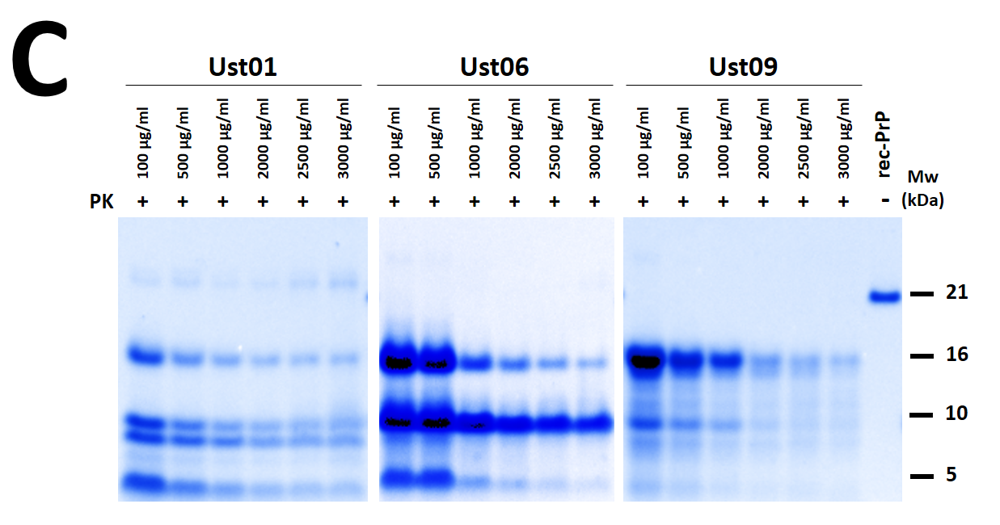 C
Ust01 Ust06 Ust09
100 µg/ml 500 µg/ml 1000 µg/ml 2000 µg/ml 2500 µg/ml 3000 µg/ml 100 µg/ml 500 µg/ml 1000 µg/ml 2000 µg/ml 2500 µg/ml 3000 µg/ml 100 µg/ml 500 µg/ml 1000 µg/ml 2000 µg/ml 2500 µg/ml 3000 µg/ml rec-PrP
Mw
PK + + + + + + + + + + + + + + + + + + - (kDa)
21
16
10
5